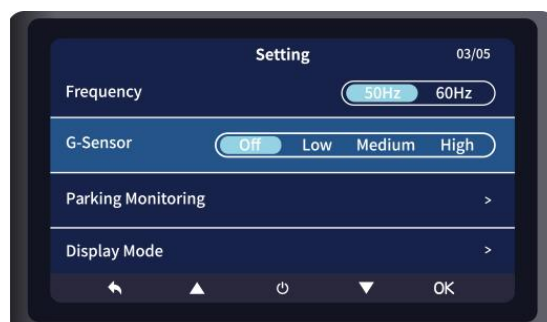 Setting 03/05
Frequency 50Hz 60Hz
G-Sensor Off Low Medium High
Parking Monitoring >
Display Mode >
OK